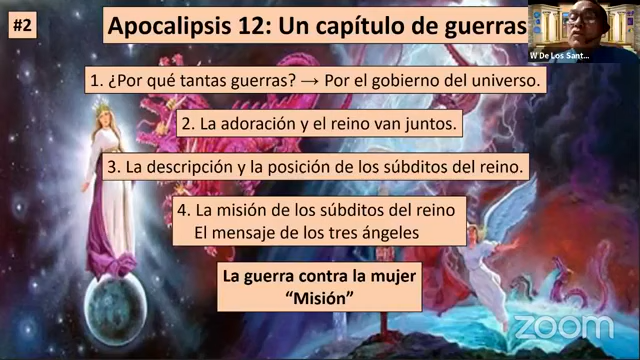 #2
Apocalipsis 12: Un capítulo de guerras
W De Los Sant...
1. ¿Por qué tantas guerras? → Por el gobierno del universo.
2. La adoración y el reino van juntos.
3. La descripción y la posición de los súbditos del reino.
4. La misión de los súbditos del reino
El mensaje de los tres ángeles
La guerra contra la mujer
“Misión”
zoom